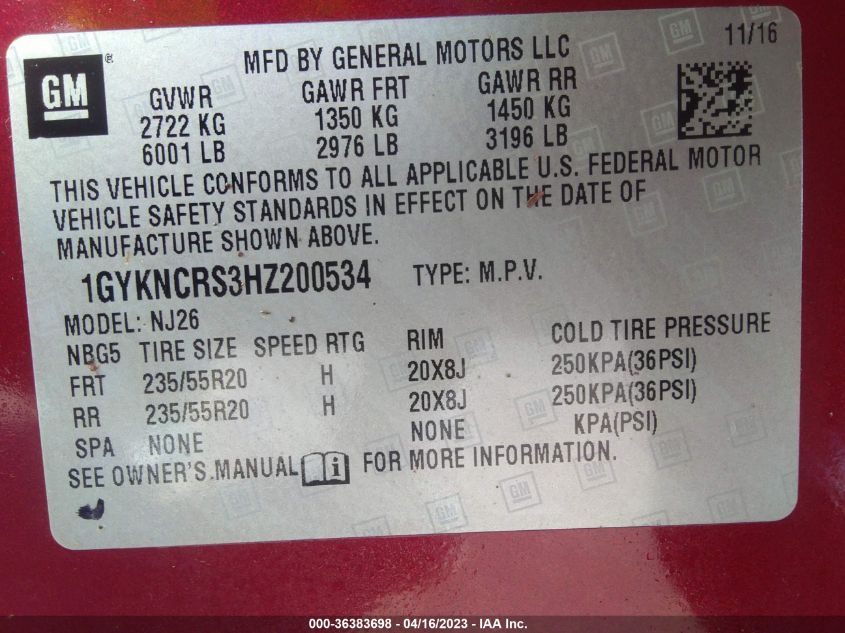 MFD BY GENERAL MOTORS LLC 11/16
GM
GVWR GAWR FRT GAWR RR
2722 KG 1350 KG 1450 KG
6001 LB 2976 LB 3196 LB
THIS VEHICLE CONFORMS TO ALL APPLICABLE U.S. FEDERAL MOTOR
VEHICLE SAFETY STANDARDS IN EFFECT ON THE DATE OF
MANUFACTURE SHOWN ABOVE.
1GYKNCRS3HZ200534 TYPE: M.P.V.
MODEL: NJ26
NBG5 TIRE SIZE SPEED RTG RIM COLD TIRE PRESSURE
FRT 235/55R20 H 20X8J 250KPA(36PSI)
RR 235/55R20 H 20X8J 250KPA(36PSI)
SPA NONE NONE KPA(PSI)
SEE OWNER'S MANUAL i FOR MORE INFORMATION.
000-36383698 - 04/16/2023 - IAA Inc.